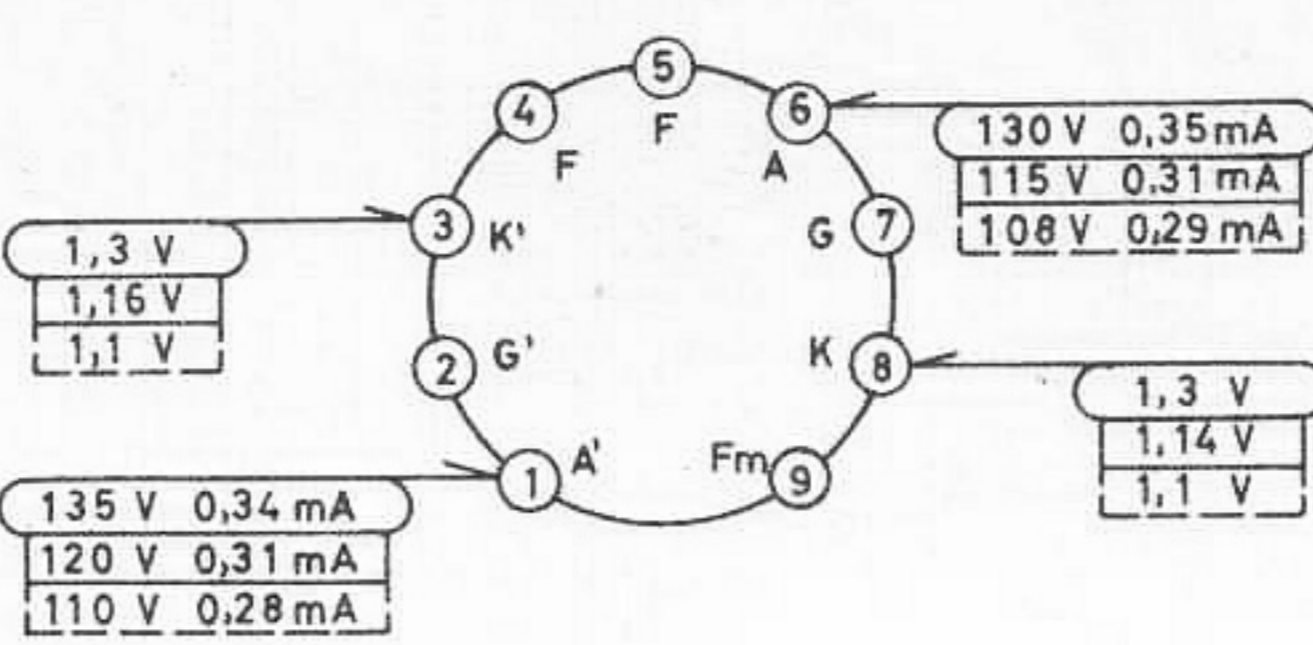 5
4
6
F
F
A
130 V 0,35 mA
115 V 0,31 mA
108 V 0,29 mA
3
K'
G
7
1,3 V
1,16 V
1,1 V
2
G'
K
8
1,3 V
1,14 V
1,1 V
1
A'
Fm
9
135 V 0,34 mA
120 V 0,31 mA
110 V 0,28 mA